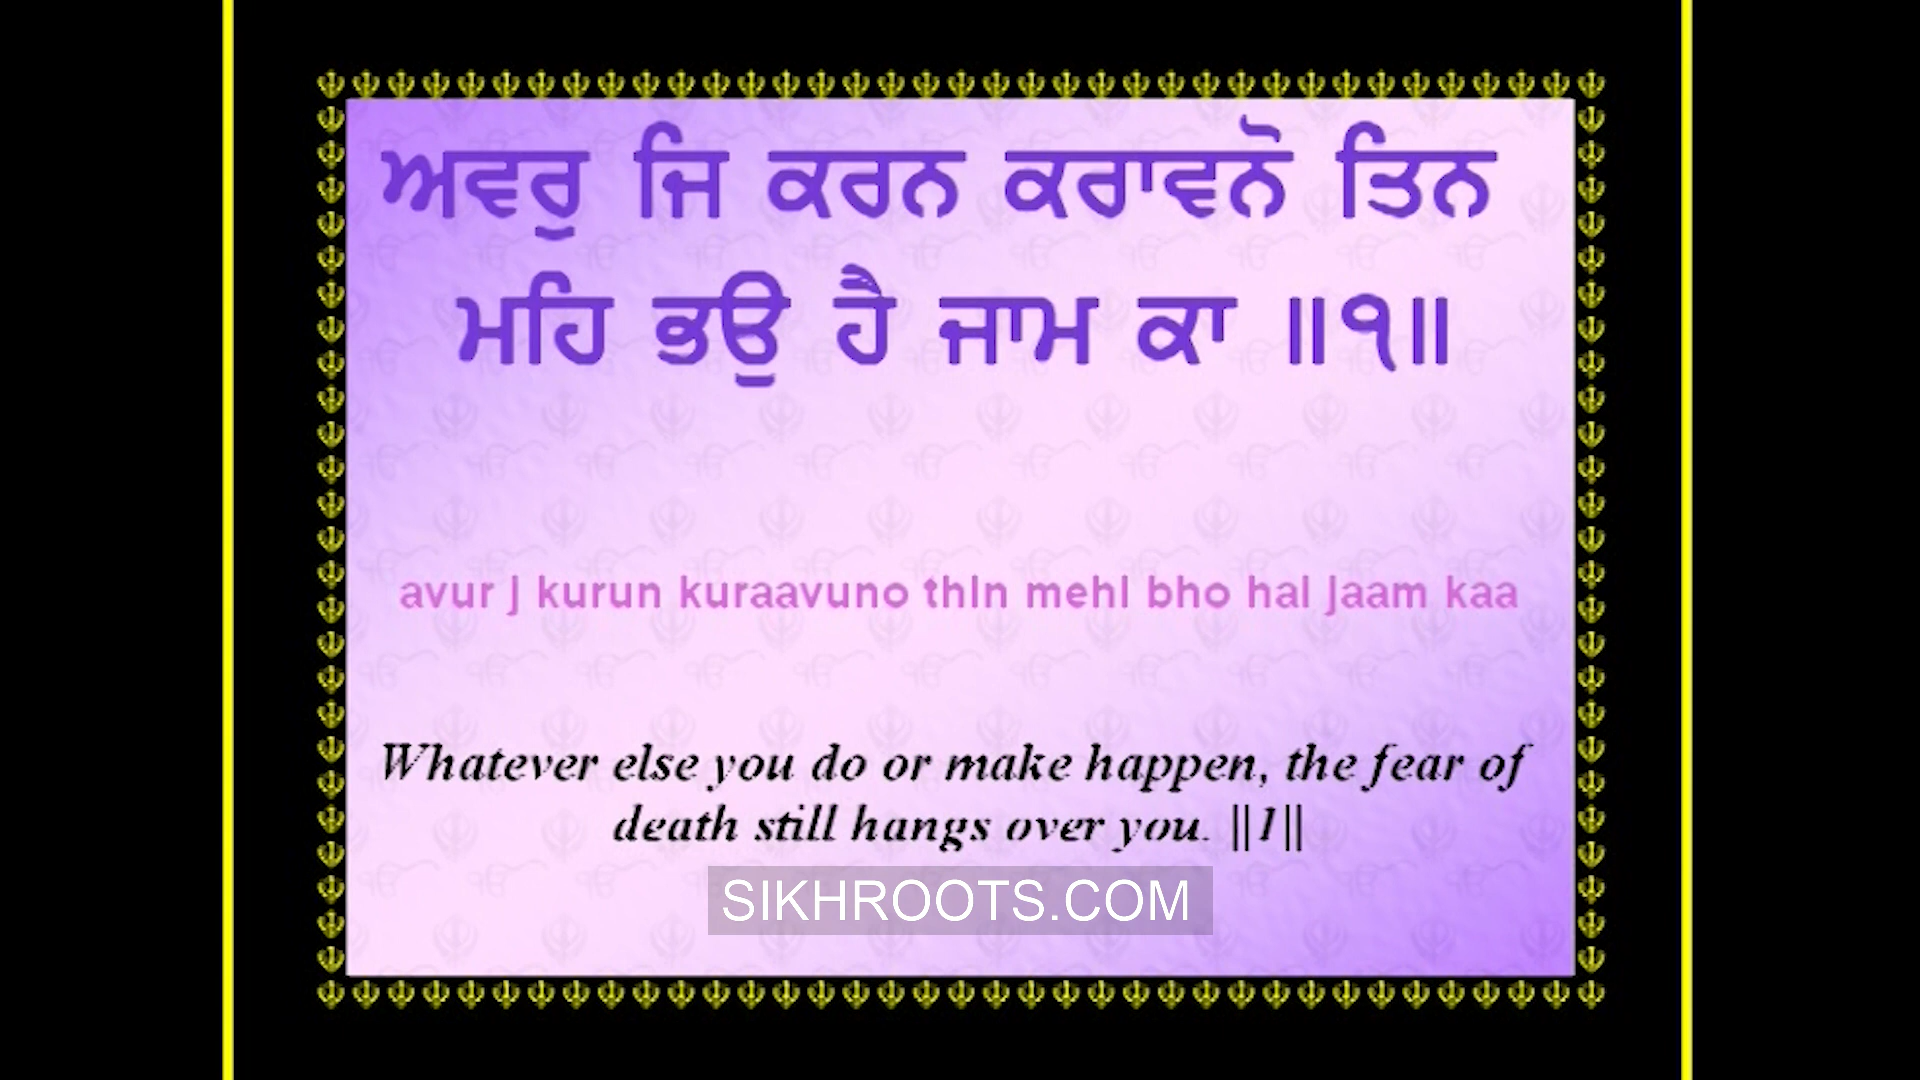 ਅਵਰੁ ਜਿ ਕਰਨ ਕਰਾਵਨੋ ਤਿਨ
ਮਹਿ ਭਉ ਹੈ ਜਾਮ ਕਾ ॥੧॥
avur j kurun kuraavuno thin mehi bho hai jaam kaa
Whatever else you do or make happen, the fear of
death still hangs over you. ||1||
SIKHROOTS.COM